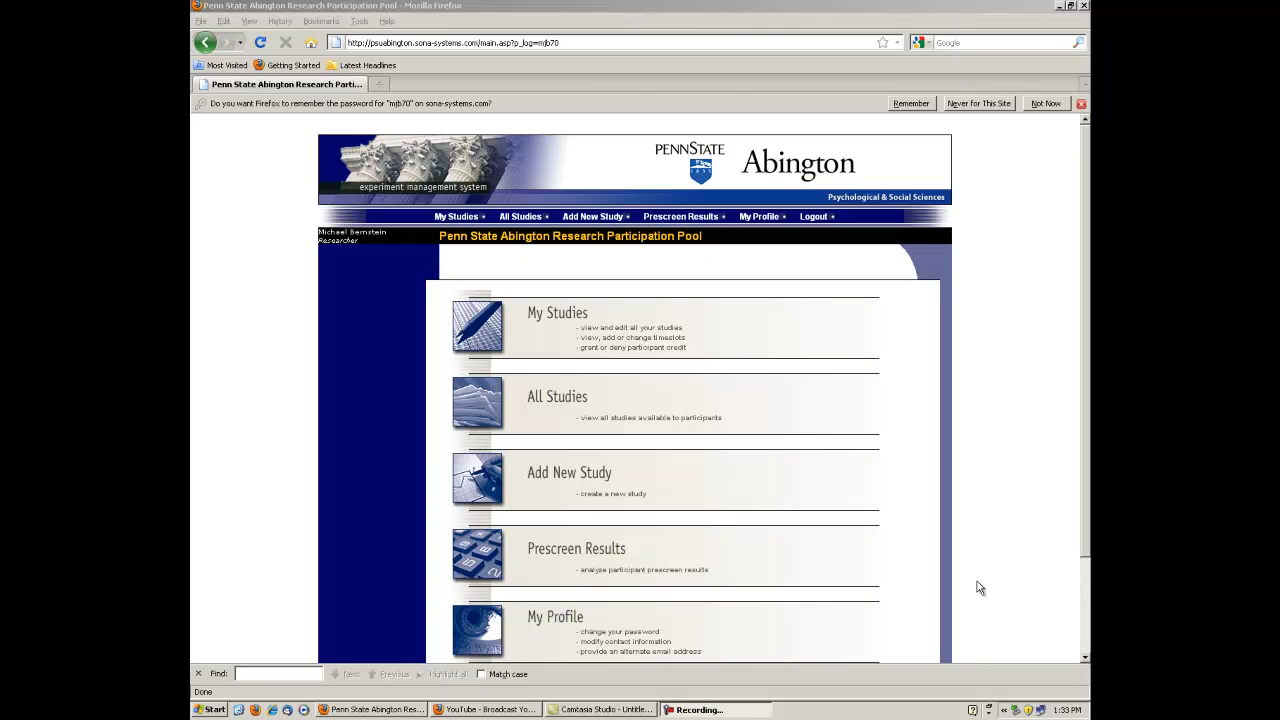 Penn State Abington Research Participation Pool - Mozilla Firefox
File Edit View History Bookmarks Tools Help
http://psuabington.sona-systems.com/main.asp?p_log=mjb70
Google
Most Visited Getting Started Latest Headlines
Penn State Abington Research Parti...
Do you want Firefox to remember the password for "mjb70" on sona-systems.com?
Remember Never for This Site Not Now
experiment management system
PENNSTATE
1855
Abington
Psychological & Social Sciences
My Studies All Studies Add New Study Prescreen Results My Profile Logout
Michael Bernstein
Researcher
Penn State Abington Research Participation Pool
My Studies
- view and edit all your studies
- view, add or change timeslots
- grant or deny participant credit
All Studies
- view all studies available to participants
Add New Study
- create a new study
Prescreen Results
- analyze participant prescreen results
My Profile
- change your password
- modify contact information
- provide an alternate email address
Find: Next Previous Highlight all Match case
Done
Start Penn State Abington Res... YouTube - Broadcast Yo... Camtasia Studio - Untitle... Recording... 1:33 PM